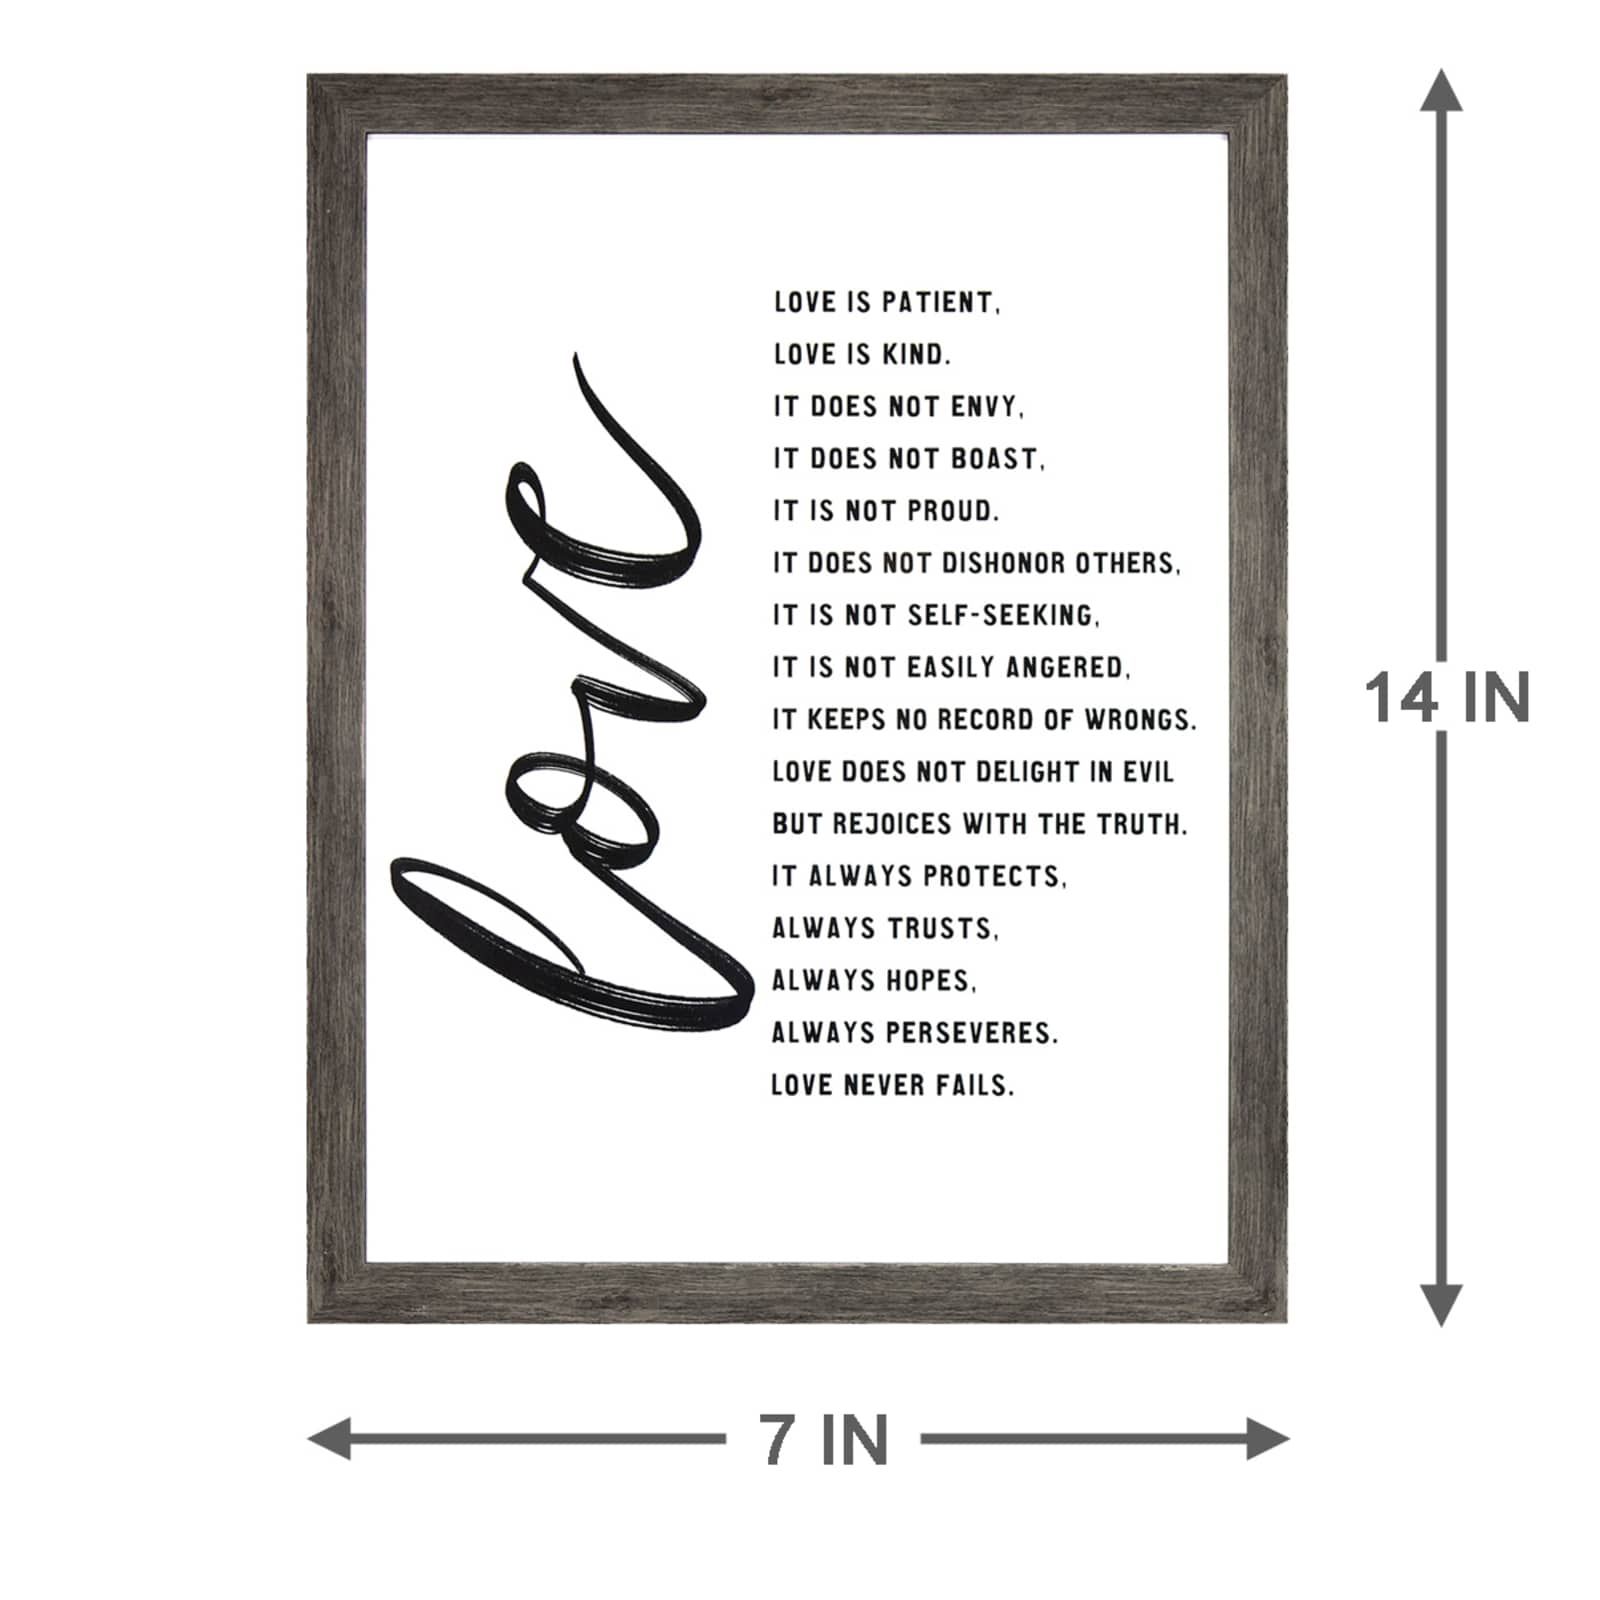 Love
LOVE IS PATIENT,
LOVE IS KIND.
IT DOES NOT ENVY,
IT DOES NOT BOAST,
IT IS NOT PROUD.
IT DOES NOT DISHONOR OTHERS,
IT IS NOT SELF-SEEKING,
IT IS NOT EASILY ANGERED,
IT KEEPS NO RECORD OF WRONGS.
LOVE DOES NOT DELIGHT IN EVIL
BUT REJOICES WITH THE TRUTH.
IT ALWAYS PROTECTS,
ALWAYS TRUSTS,
ALWAYS HOPES,
ALWAYS PERSEVERES.
LOVE NEVER FAILS.
14 IN
7 IN